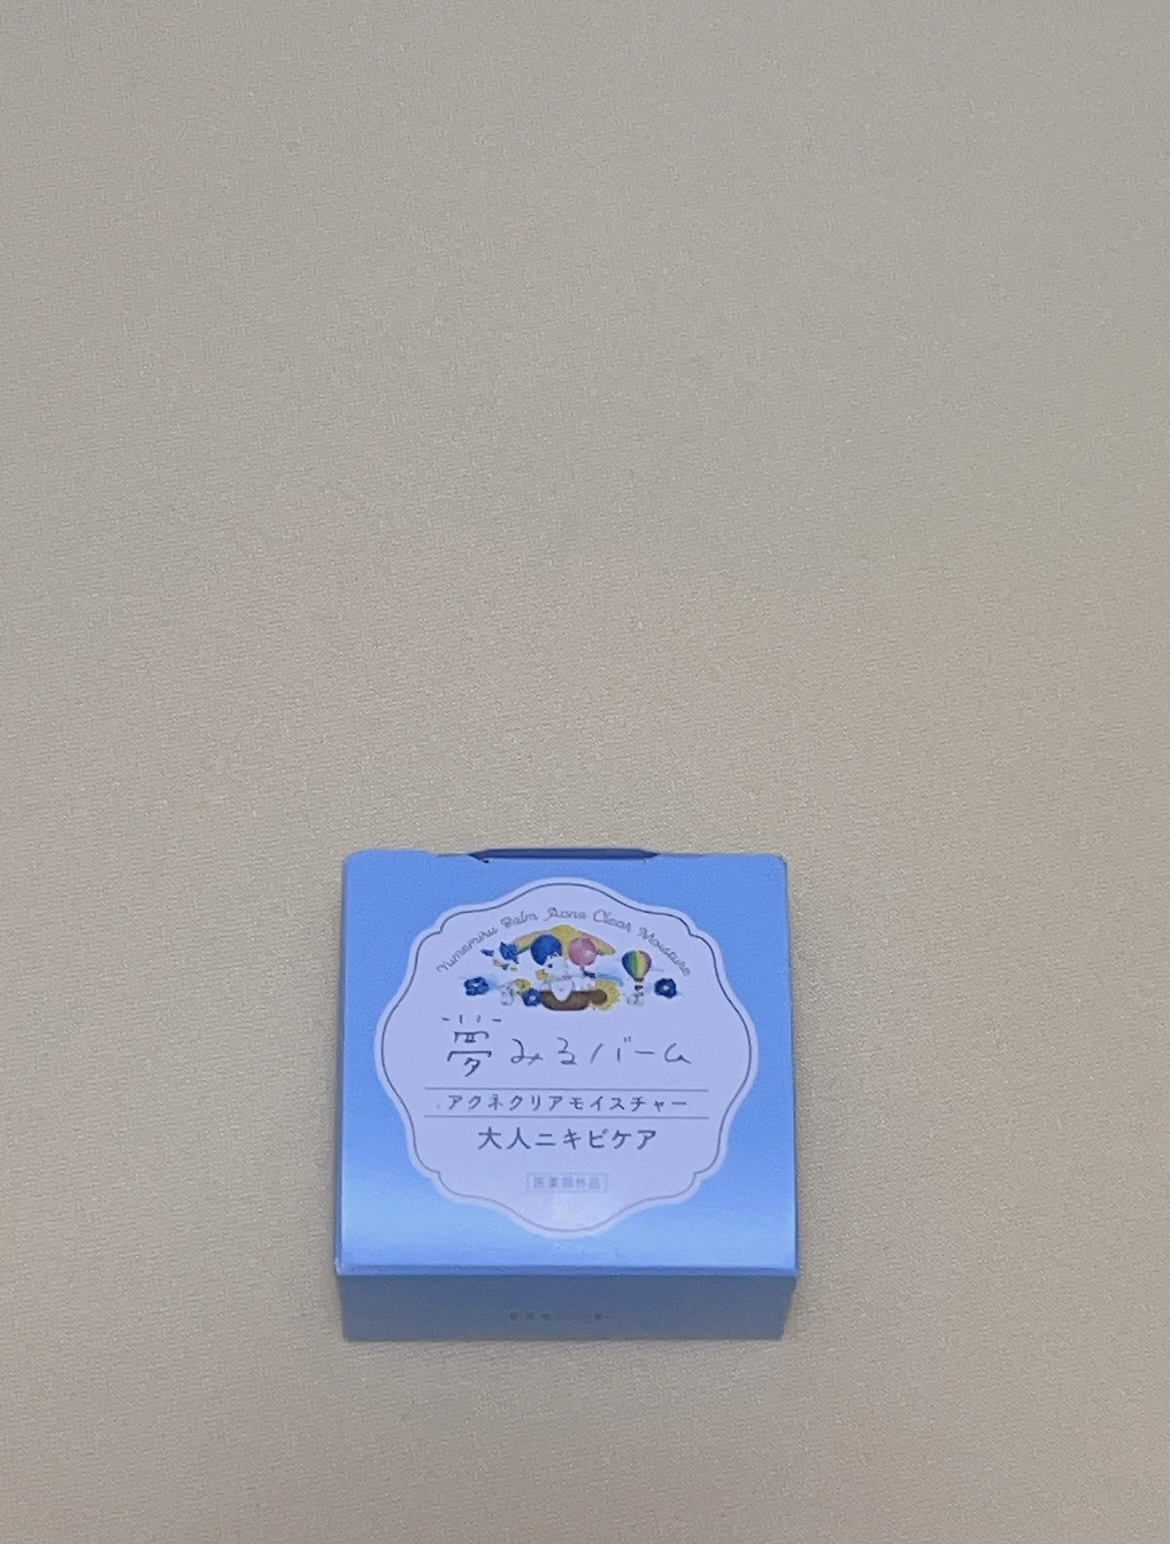 Yumemiru Balm Acne Clear Moisture
夢みるバーム
アクネクリアモイスチャー
大人ニキビケア
医薬部外品